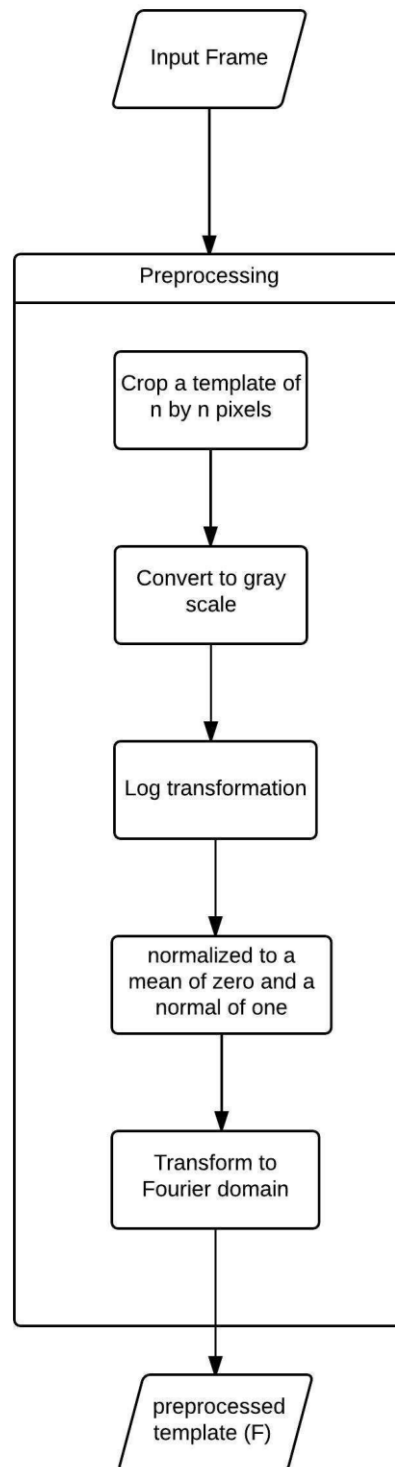 Input Frame
Preprocessing
Crop a template of
n by n pixels
Convert to gray
scale
Log transformation
normalized to a
mean of zero and a
normal of one
Transform to
Fourier domain
preprocessed
template (F)